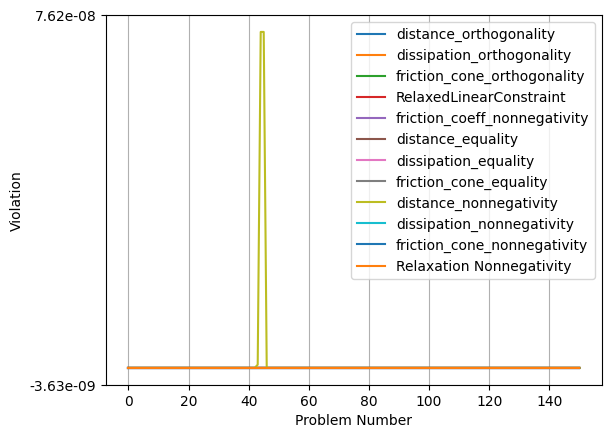 7.62e-08
distance_orthogonality
dissipation_orthogonality
friction_cone_orthogonality
RelaxedLinearConstraint
friction_coeff_nonnegativity
distance_equality
dissipation_equality
friction_cone_equality
distance_nonnegativity
dissipation_nonnegativity
friction_cone_nonnegativity
Relaxation Nonnegativity
Violation
-3.63e-09
0 20 40 60 80 100 120 140
Problem Number